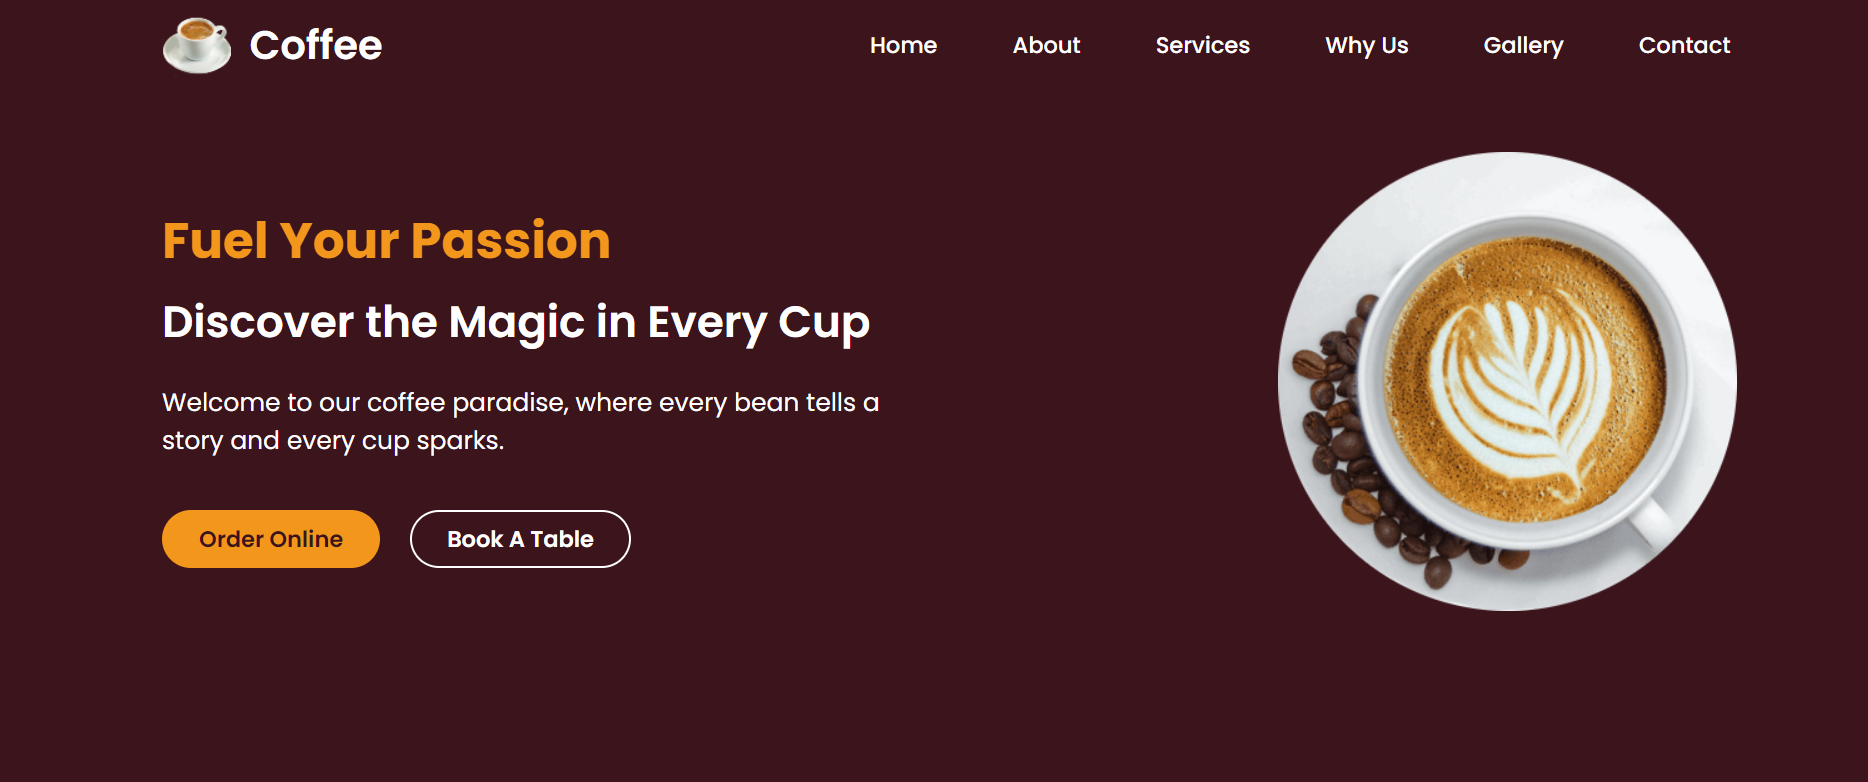 Coffee
Home About Services Why Us Gallery Contact
Fuel Your Passion
Discover the Magic in Every Cup
Welcome to our coffee paradise, where every bean tells a
story and every cup sparks.
Order Online Book A Table